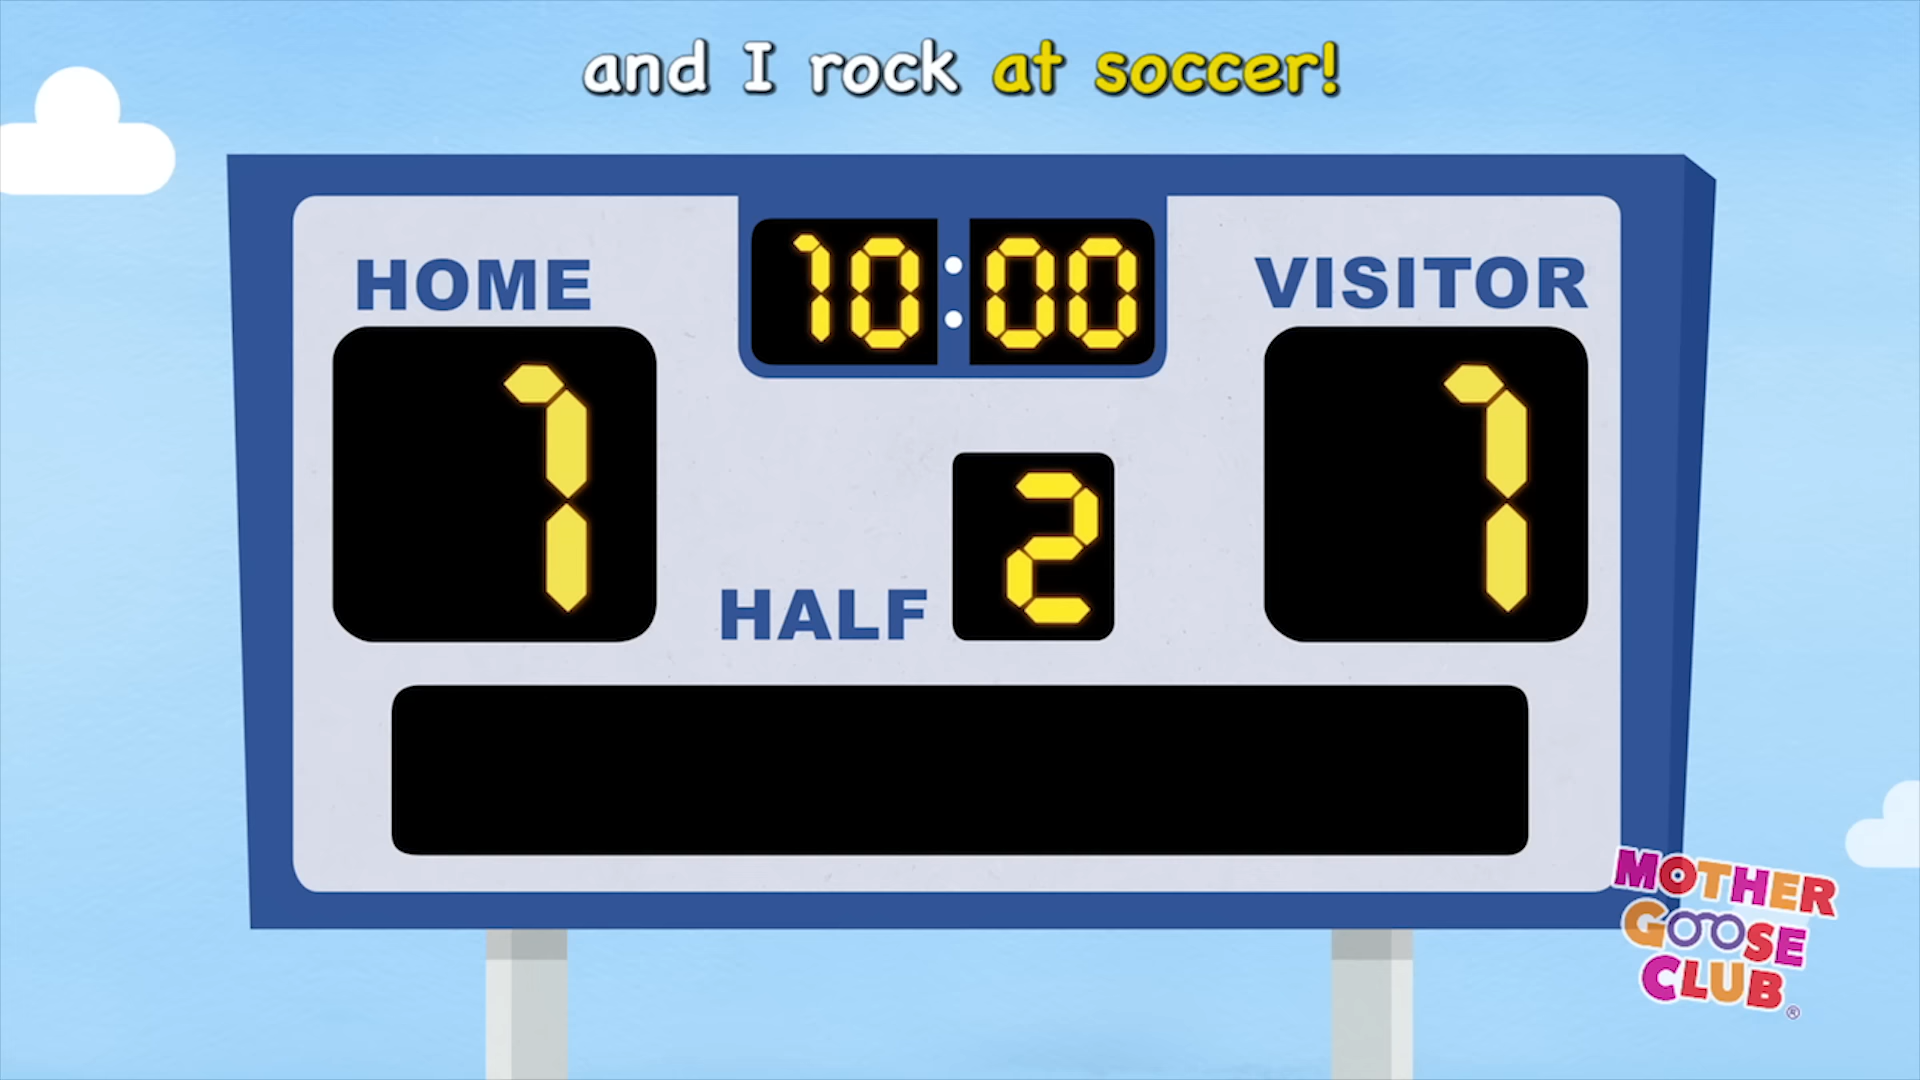 and I rock at soccer!
10:00
HOME
VISITOR
1
1
HALF 2
MOTHER
GOOSE
CLUB®